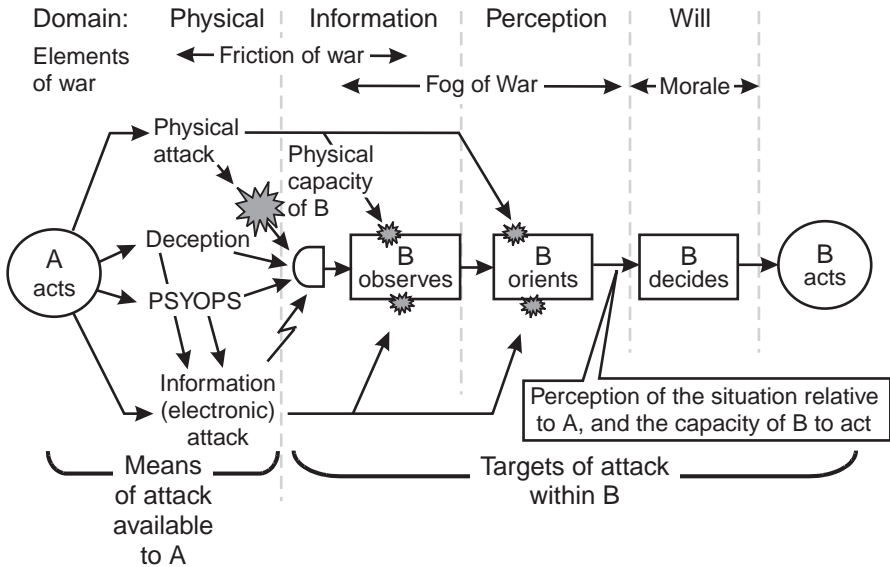 Domain: Physical Information Perception Will
Elements
of war
Friction of war
Fog of War
Morale
Physical
attack
Physical
capacity
of B
A
acts
Deception
PSYOPS
Information
(electronic)
attack
B
observes
B
orients
B
decides
B
acts
Perception of the situation relative
to A, and the capacity of B to act
Means
of attack
available
to A
Targets of attack
within B